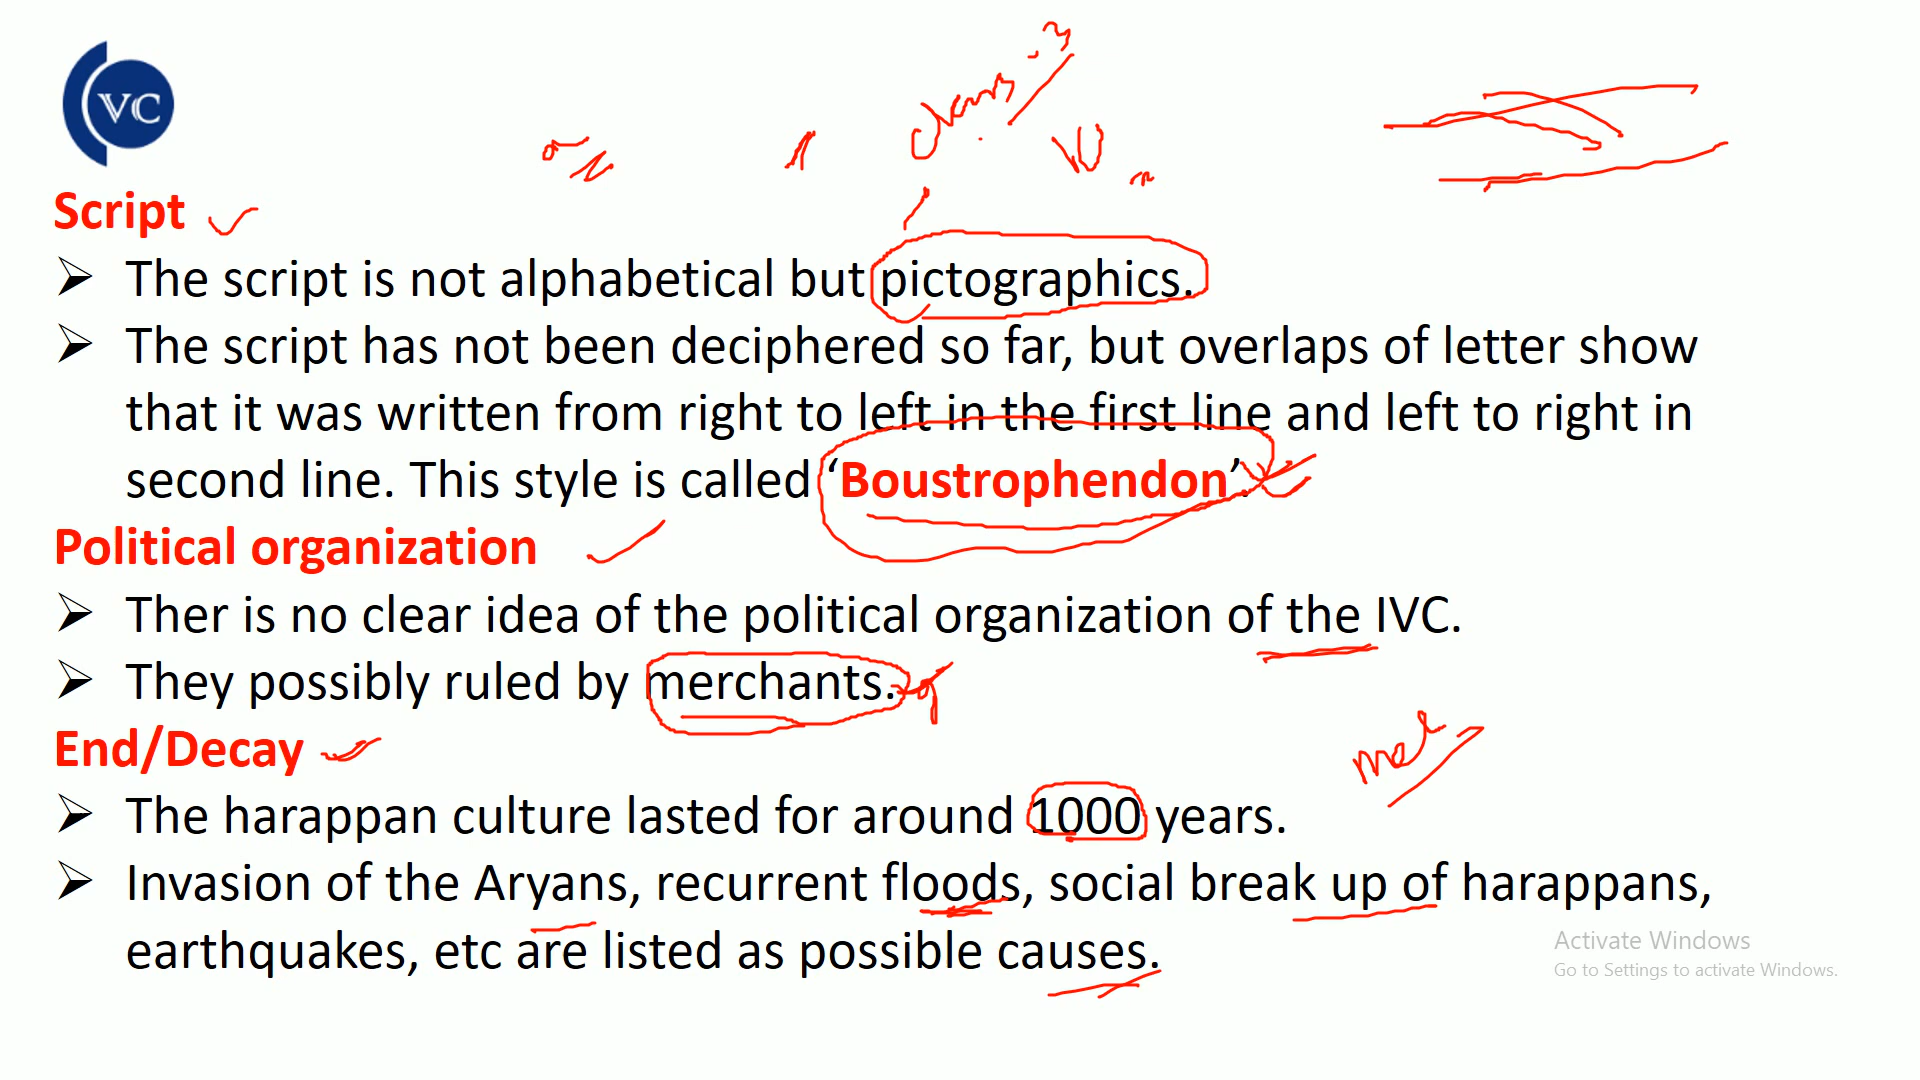 VC
Script
➢ The script is not alphabetical but pictographics.
➢ The script has not been deciphered so far, but overlaps of letter show
that it was written from right to left in the first line and left to right in
second line. This style is called ‘Boustrophendon’.
Political organization
➢ Ther is no clear idea of the political organization of the IVC.
➢ They possibly ruled by merchants.
End/Decay
➢ The harappan culture lasted for around 1000 years.
➢ Invasion of the Aryans, recurrent floods, social break up of harappans,
earthquakes, etc are listed as possible causes.
Activate Windows
Go to Settings to activate Windows.